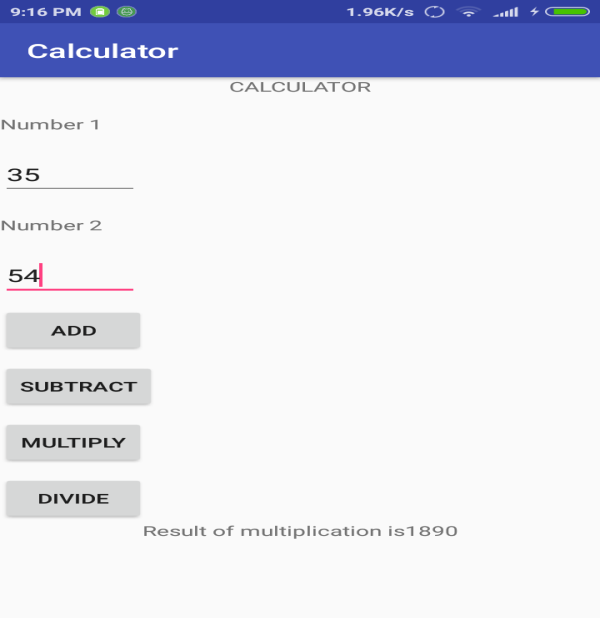 9:16 PM 1.96K/s
Calculator
CALCULATOR
Number 1
35
Number 2
54
ADD
SUBTRACT
MULTIPLY
DIVIDE
Result of multiplication is1890